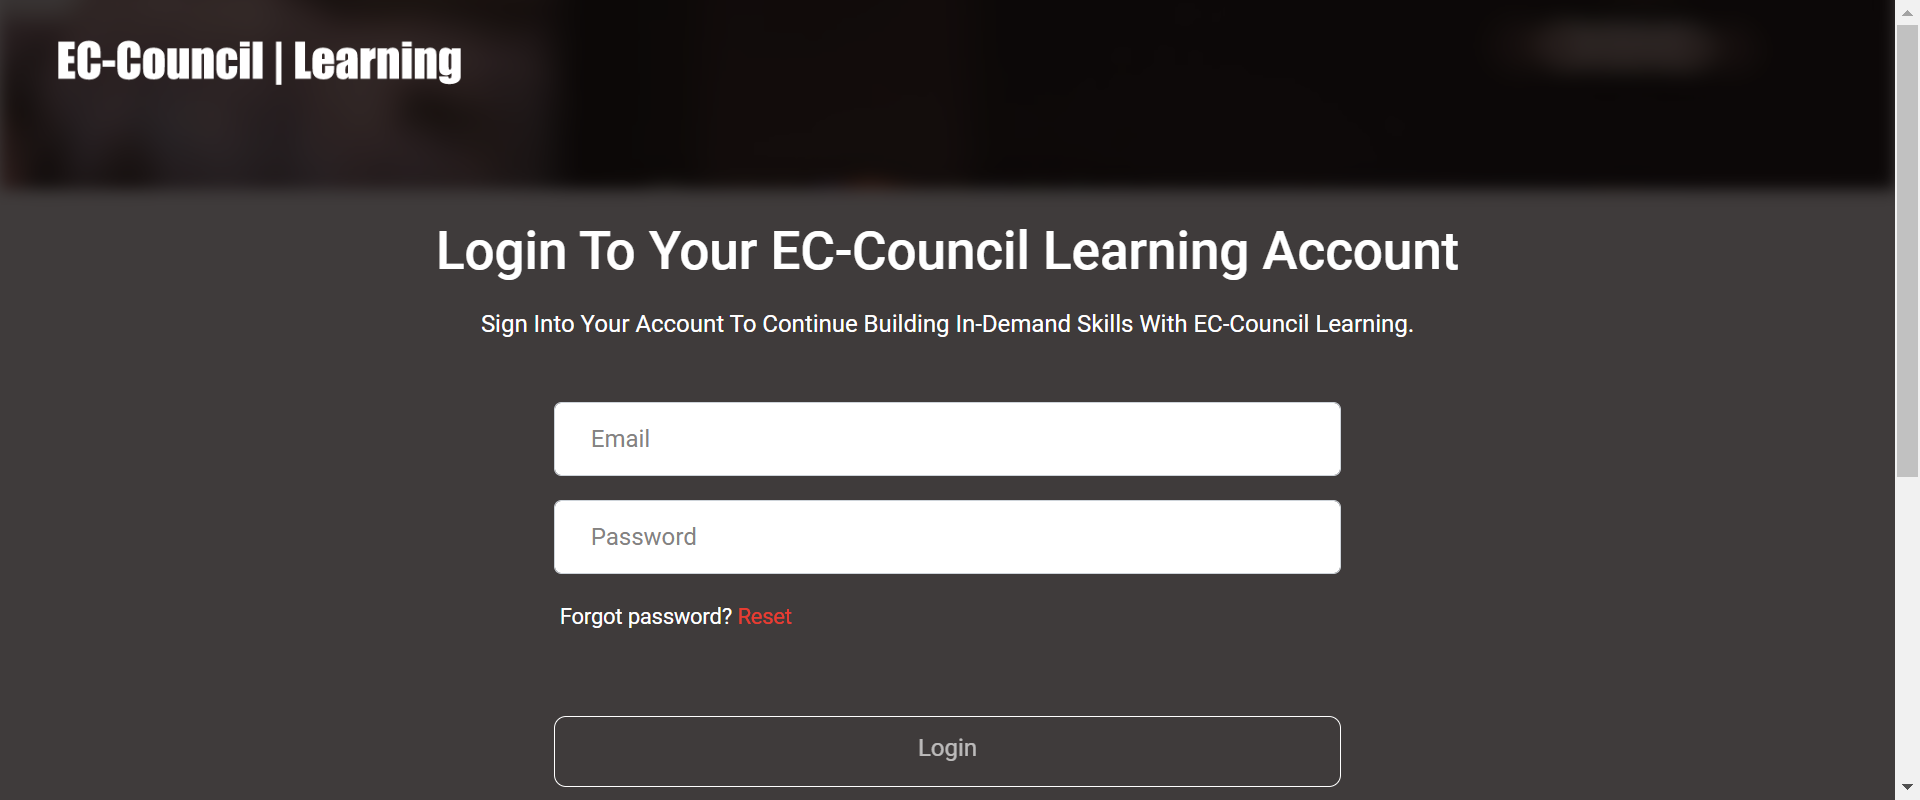 EC-Council | Learning
Login To Your EC-Council Learning Account
Sign Into Your Account To Continue Building In-Demand Skills With EC-Council Learning.
Email
Password
Forgot password? Reset
Login